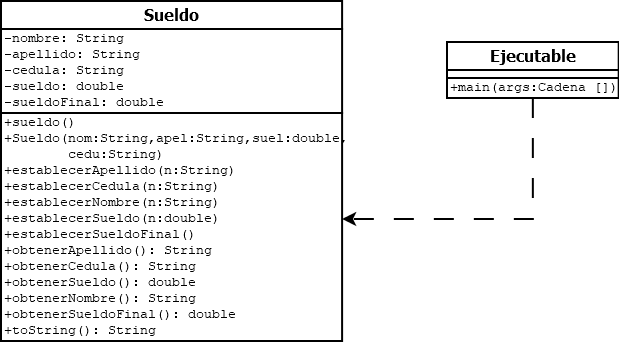 Sueldo
-nombre: String
-apellido: String
-cedula: String
-sueldo: double
-sueldoFinal: double
+sueldo()
+Sueldo(nom:String,apel:String,suel:double,
cedu:String)
+establecerApellido(n:String)
+establecerCedula(n:String)
+establecerNombre(n:String)
+establecerSueldo(n:double)
+establecerSueldoFinal()
+obtenerApellido(): String
+obtenerCedula(): String
+obtenerSueldo(): double
+obtenerNombre(): String
+obtenerSueldoFinal(): double
+toString(): String
Ejecutable
+main(args:Cadena [])